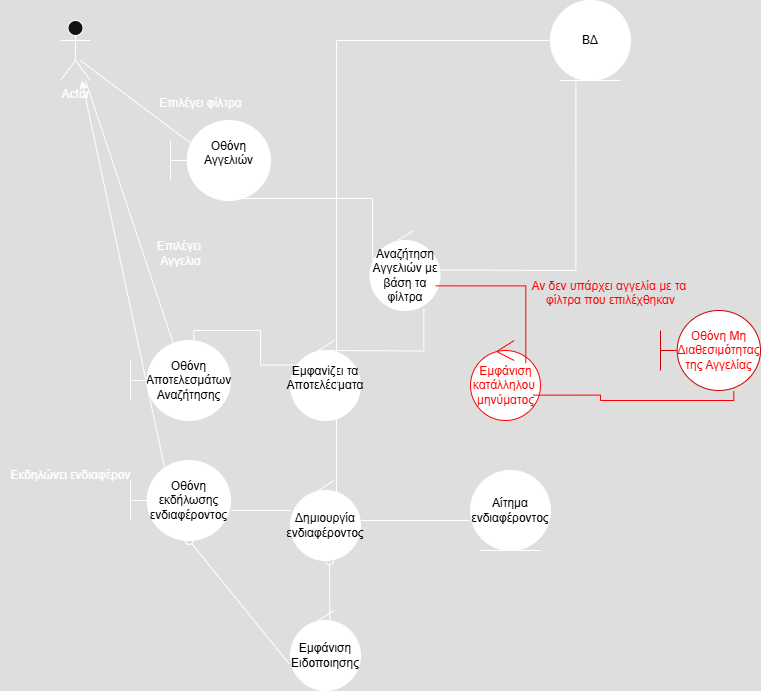 ΒΔ
Actor
Επιλέγει φίλτρα
Οθόνη
Αγγελιών
Επιλέγει
Αγγελια
Αναζήτηση
Αγγελιών με
βάση τα
φίλτρα
Αν δεν υπάρχει αγγελία με τα
φίλτρα που επιλέχθηκαν
Οθόνη Μη
Διαθεσιμότητας
της Αγγελίας
Οθόνη
Αποτελεσμάτων
Αναζήτησης
Εμφανίζει τα
Αποτελέσματα
Εμφάνιση
κατάλληλου
μηνύματος
Εκδηλώνει ενδιαφέρον
Οθόνη
εκδήλωσης
ενδιαφέροντος
Δημιουργία
ενδιαφέροντος
Αίτημα
ενδιαφέροντος
Εμφάνιση
Ειδοποιησης